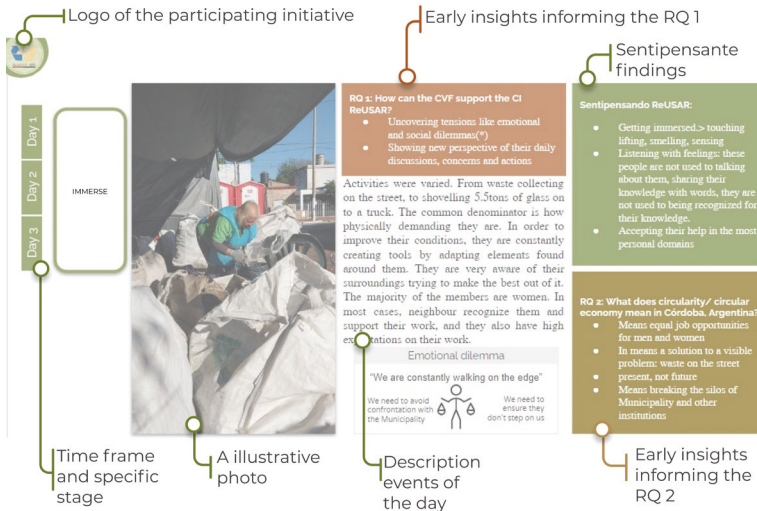 Logo of the participating initiative
Early insights informing the RQ 1
Sentipensante
findings
Day 1
Day 2
Day 3
IMMERSE
RQ 1: How can the CVF support the CI
ReUSAR?
Uncovering tensions like emotional
and social dilemmas(*)
Showing new perspective of their daily
discussions, concerns and actions
Activities were varied. From waste collecting
on the street, to shovelling 5.5tons of glass on
to a truck. The common denominator is how
physically demanding they are. In order to
improve their conditions, they are constantly
creating tools by adapting elements found
around them. They are very aware of their
surroundings trying to make the best out of it.
The majority of the members are women. In
most cases, neighbour recognize them and
support their work, and they also have high
expectations on their work.
Emotional dilemma
"We are constantly walking on the edge"
We need to avoid
confrontation with
the Municipality
We need to
ensure they
don't step on us
Sentipensando ReUSAR:
Getting immersed.> touching
lifting, smelling, sensing
Listening with feelings: these
people are not used to talking
about them, sharing their
knowledge with words, they are
not used to being recognized for
their knowledge.
Accepting their help in the most
personal domains
RQ 2: What does circularity/ circular
economy mean in Córdoba, Argentina?
Means equal job opportunities
for men and women
In means a solution to a visible
problem: waste on the street
present, not future
Means breaking the silos of
Municipality and other
institutions
Time frame
and specific
stage
A illustrative
photo
Description
events of
the day
Early insights
informing the
RQ 2